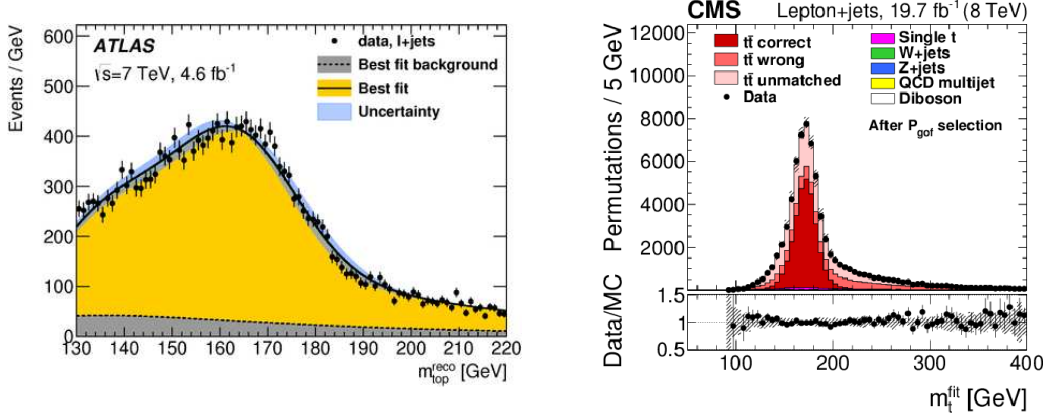 ATLAS
√s=7 TeV, 4.6 fb⁻¹
data, l+jets
Best fit background
Best fit
Uncertainty
Events / GeV
600
500
400
300
200
100
0
130 140 150 160 170 180 190 200 210 220
m_top^reco [GeV]
CMS Lepton+jets, 19.7 fb⁻¹ (8 TeV)
tt̄ correct
tt̄ wrong
tt̄ unmatched
Data
Single t
W+jets
Z+jets
QCD multijet
Diboson
After P_gof selection
Permutations / 5 GeV
12000
10000
8000
6000
4000
2000
Data/MC
1.5
1
0.5
100 200 300 400
m_t^fit [GeV]